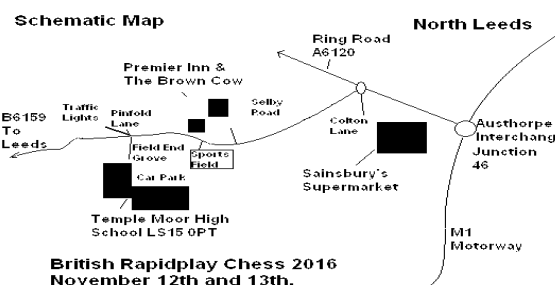 Schematic Map
North Leeds
Ring Road
A6120
Premier Inn &
The Brown Cow
B6159
To
Leeds
Traffic
Lights
Pinfold
Lane
Selby
Road
Colton
Lane
Austhorpe
Interchang
Junction
46
Field End
Grove
Sports
Field
Car Park
Sainsbury's
Supermarket
Temple Moor High
School LS15 0PT
M1
Motorway
British Rapidplay Chess 2016
November 12th and 13th.